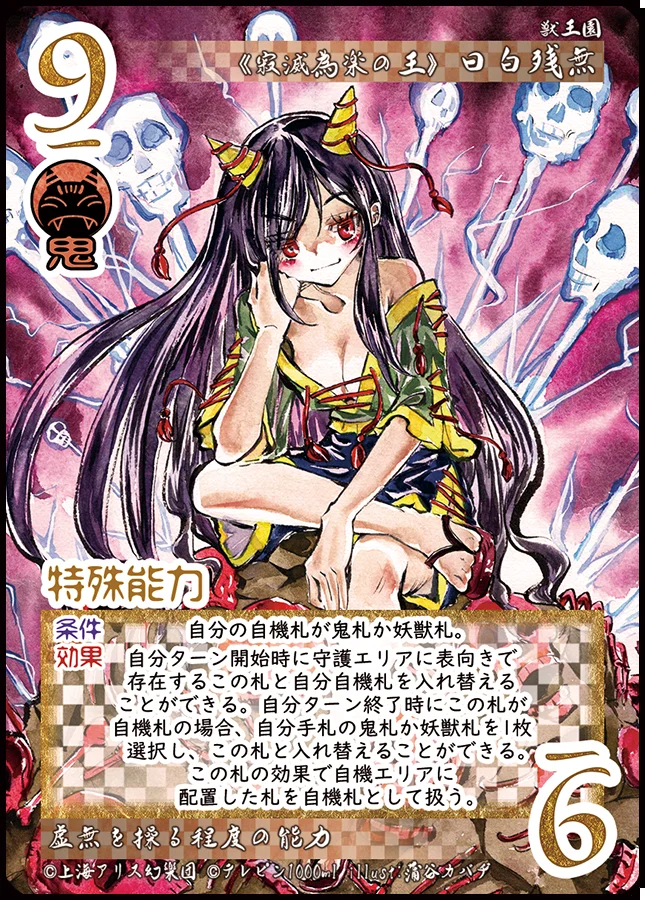 獣王園
《寂滅為楽の王》 日白残無
9
鬼
特殊能力
条件 自分の自機札が鬼札か妖獣札。
効果 自分ターン開始時に守護エリアに表向きで
存在するこの札と自分自機札を入れ替える
ことができる。自分ターン終了時にこの札が
自機札の場合、自分手札の鬼札か妖獣札を1枚
選択し、この札と入れ替えることができる。
この札の効果で自機エリアに
配置した札を自機札として扱う。
6
虚無を操る程度の能力
©上海アリス幻樂団 ©テレピン1000ml illust:蒲谷カバヂ